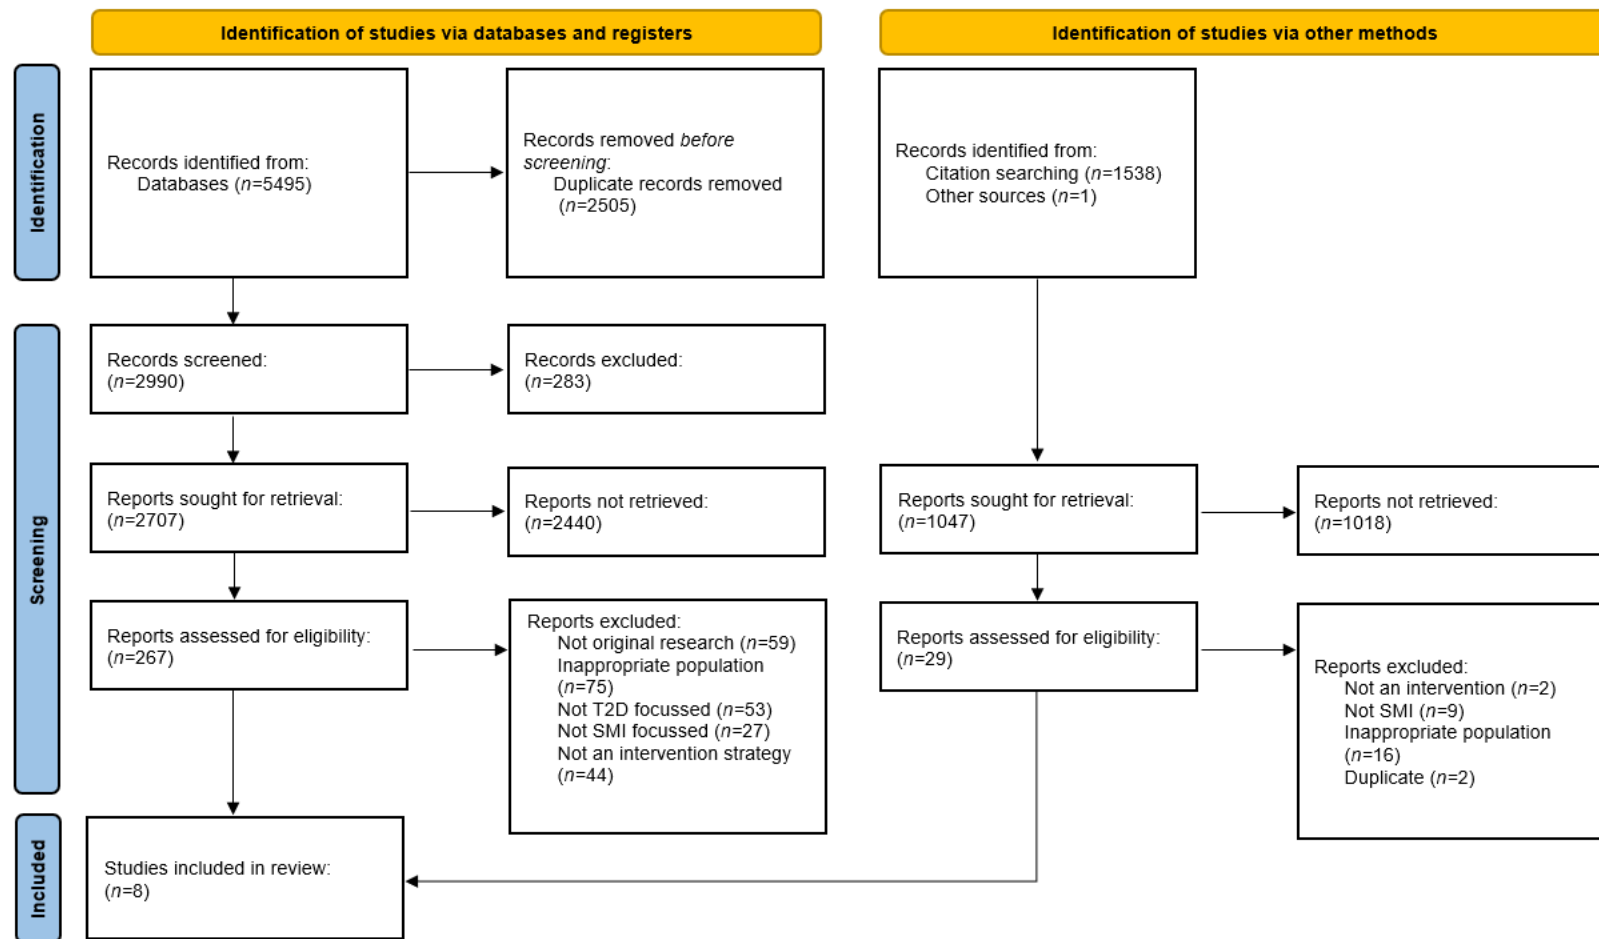 Identification of studies via databases and registers
Identification of studies via other methods
Identification
Records identified from:
Databases (n=5495)
Records removed before
screening:
Duplicate records removed
(n=2505)
Records identified from:
Citation searching (n=1538)
Other sources (n=1)
Screening
Records screened:
(n=2990)
Records excluded:
(n=283)
Reports sought for retrieval:
(n=2707)
Reports not retrieved:
(n=2440)
Reports sought for retrieval:
(n=1047)
Reports not retrieved:
(n=1018)
Reports assessed for eligibility:
(n=267)
Reports excluded:
Not original research (n=59)
Inappropriate population
(n=75)
Not T2D focussed (n=53)
Not SMI focussed (n=27)
Not an intervention strategy
(n=44)
Reports assessed for eligibility:
(n=29)
Reports excluded:
Not an intervention (n=2)
Not SMI (n=9)
Inappropriate population
(n=16)
Duplicate (n=2)
Included
Studies included in review:
(n=8)